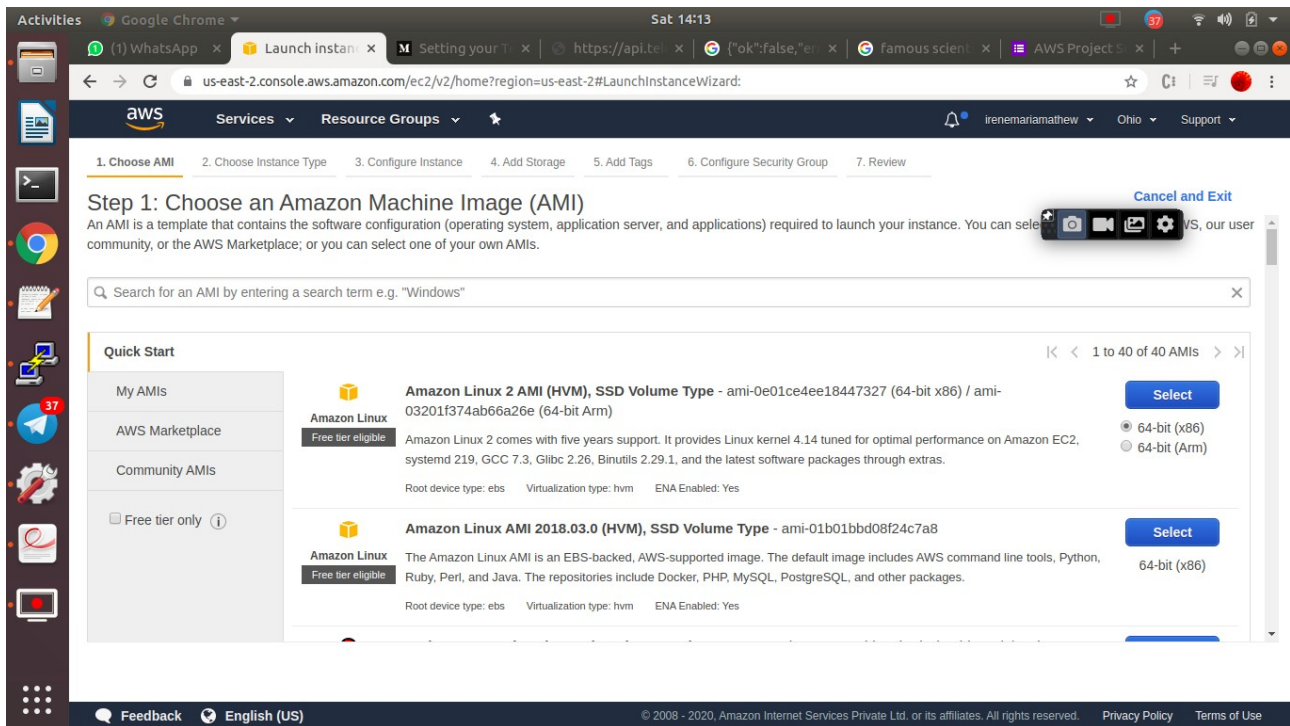 Activities Google Chrome Sat 14:13 37
(1) WhatsApp Launch instan Setting your T https://api.tel {"ok":false,"er famous scient AWS Project S
us-east-2.console.aws.amazon.com/ec2/v2/home?region=us-east-2#LaunchInstanceWizard:
aws Services Resource Groups irenemariamathew Ohio Support
1. Choose AMI 2. Choose Instance Type 3. Configure Instance 4. Add Storage 5. Add Tags 6. Configure Security Group 7. Review
Step 1: Choose an Amazon Machine Image (AMI) Cancel and Exit
An AMI is a template that contains the software configuration (operating system, application server, and applications) required to launch your instance. You can sele VS, our user
community, or the AWS Marketplace; or you can select one of your own AMIs.
Search for an AMI by entering a search term e.g. "Windows"
Quick Start 1 to 40 of 40 AMIs
My AMIs
AWS Marketplace
Community AMIs
Free tier only
Amazon Linux
Free tier eligible
Amazon Linux 2 AMI (HVM), SSD Volume Type - ami-0e01ce4ee18447327 (64-bit x86) / ami-
03201f374ab66a26e (64-bit Arm)
Amazon Linux 2 comes with five years support. It provides Linux kernel 4.14 tuned for optimal performance on Amazon EC2,
systemd 219, GCC 7.3, Glibc 2.26, Binutils 2.29.1, and the latest software packages through extras.
Root device type: ebs Virtualization type: hvm ENA Enabled: Yes
Select
64-bit (x86)
64-bit (Arm)
Amazon Linux
Free tier eligible
Amazon Linux AMI 2018.03.0 (HVM), SSD Volume Type - ami-01b01bbd08f24c7a8
The Amazon Linux AMI is an EBS-backed, AWS-supported image. The default image includes AWS command line tools, Python,
Ruby, Perl, and Java. The repositories include Docker, PHP, MySQL, PostgreSQL, and other packages.
Root device type: ebs Virtualization type: hvm ENA Enabled: Yes
Select
64-bit (x86)
37
Feedback English (US) © 2008 - 2020, Amazon Internet Services Private Ltd. or its affiliates. All rights reserved. Privacy Policy Terms of Use